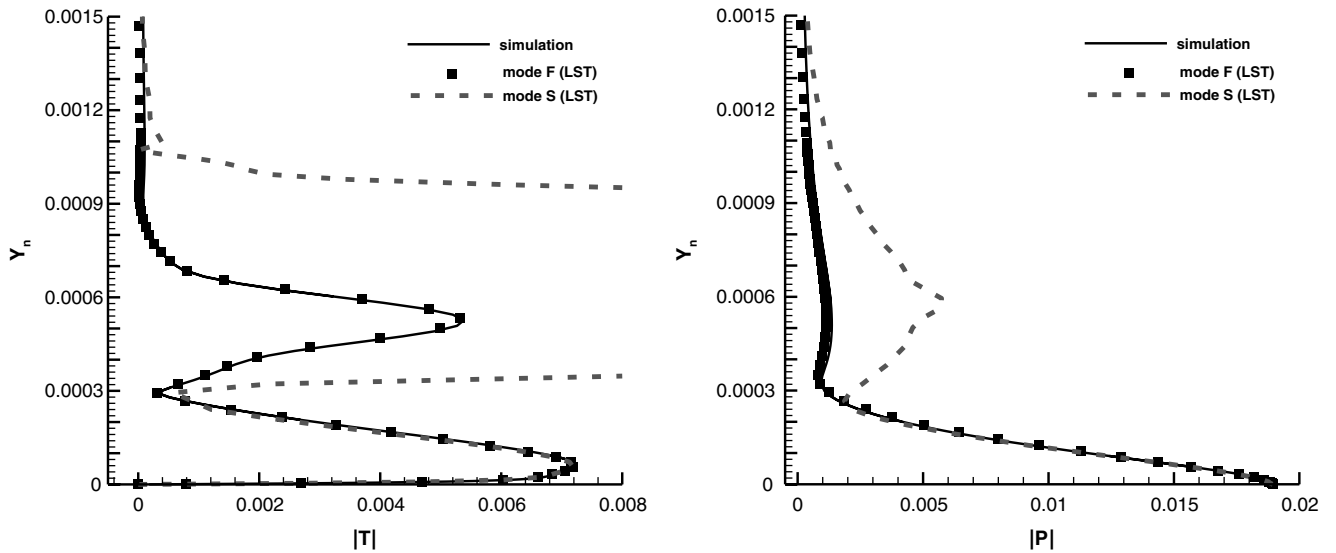 0.0015
0.0012
0.0009
0.0006
0.0003
0
Yn
0 0.002 0.004 0.006 0.008
|T|
simulation
mode F (LST)
mode S (LST)
0.0015
0.0012
0.0009
0.0006
0.0003
0
Yn
0 0.005 0.01 0.015 0.02
|P|
simulation
mode F (LST)
mode S (LST)